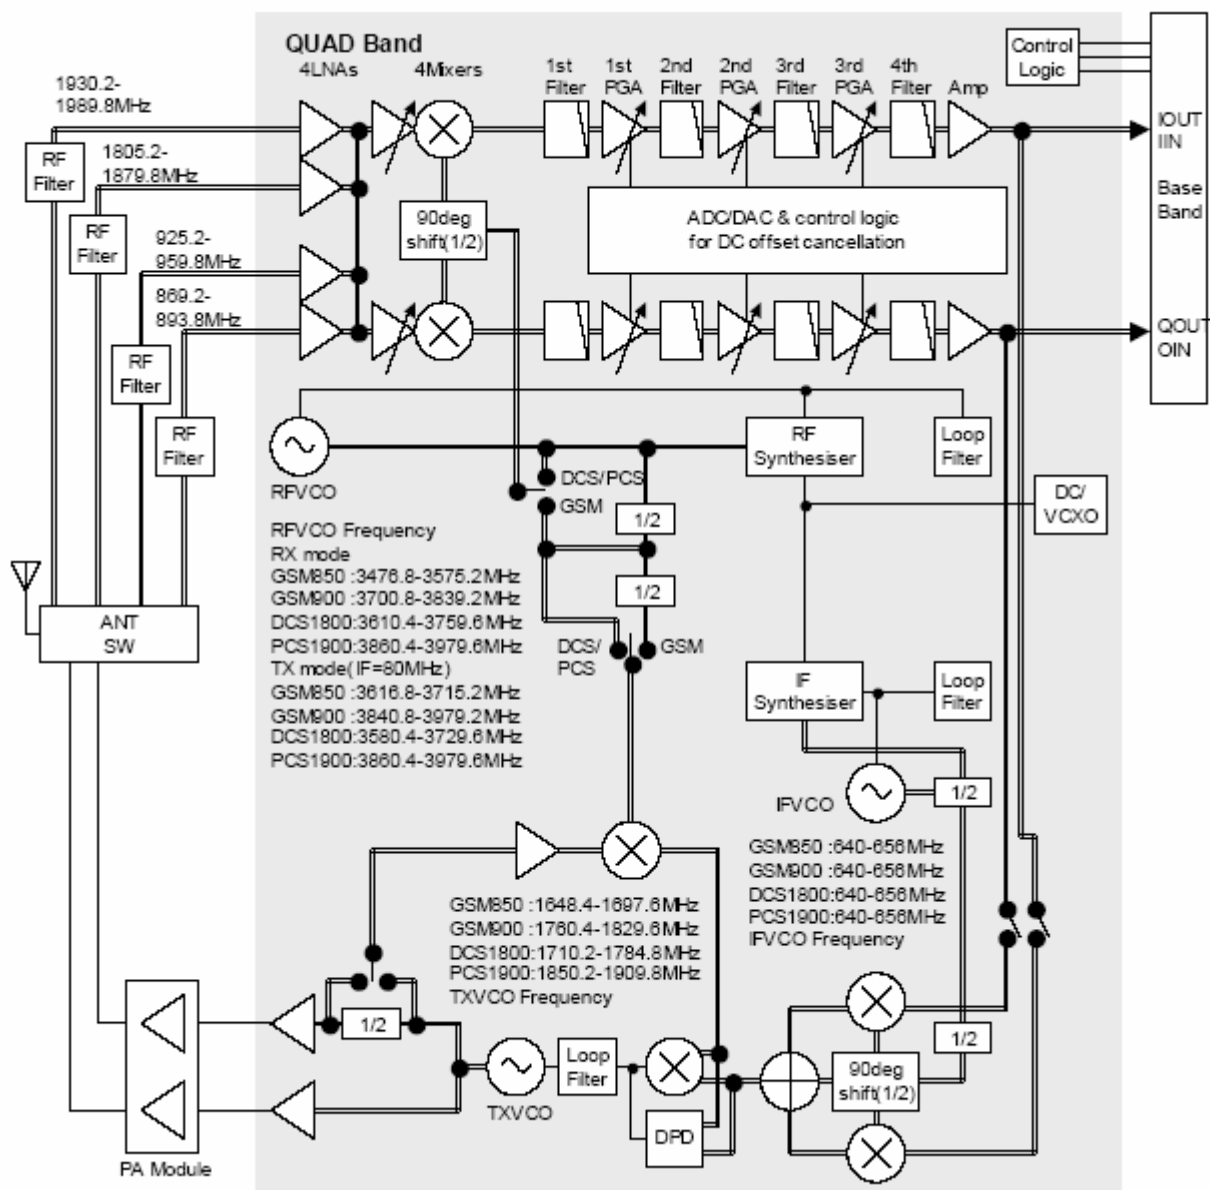 QUAD Band
4LNAs
4Mixers
1st
Filter
1st
PGA
2nd
Filter
2nd
PGA
3rd
Filter
3rd
PGA
4th
Filter
Amp
Control
Logic
1930.2-
1989.8MHz
1805.2-
1879.8MHz
925.2-
959.8MHz
869.2-
893.8MHz
RF
Filter
RF
Filter
RF
Filter
RF
Filter
90deg
shift(1/2)
ADC/DAC & control logic
for DC offset cancellation
IOUT
IIN
Base
Band
QOUT
OIN
RFVCO
DCS/PCS
GSM
1/2
1/2
RF
Synthesiser
Loop
Filter
DC/
VCXO
RFVCO Frequency
RX mode
GSM850 :3476.8-3575.2MHz
GSM900 :3700.8-3839.2MHz
DCS1800:3610.4-3759.6MHz
PCS1900:3860.4-3979.6MHz
TX mode(IF=80MHz)
GSM850 :3616.8-3715.2MHz
GSM900 :3840.8-3979.2MHz
DCS1800:3580.4-3729.6MHz
PCS1900:3860.4-3979.6MHz
DCS/
PCS
GSM
ANT
SW
IF
Synthesiser
Loop
Filter
IFVCO
1/2
GSM850 :640-656MHz
GSM900 :640-656MHz
DCS1800:640-656MHz
PCS1900:640-656MHz
IFVCO Frequency
GSM850 :1648.4-1697.6MHz
GSM900 :1760.4-1829.6MHz
DCS1800:1710.2-1784.8MHz
PCS1900:1850.2-1909.8MHz
TXVCO Frequency
1/2
TXVCO
Loop
Filter
DPD
90deg
shift(1/2)
1/2
PA Module